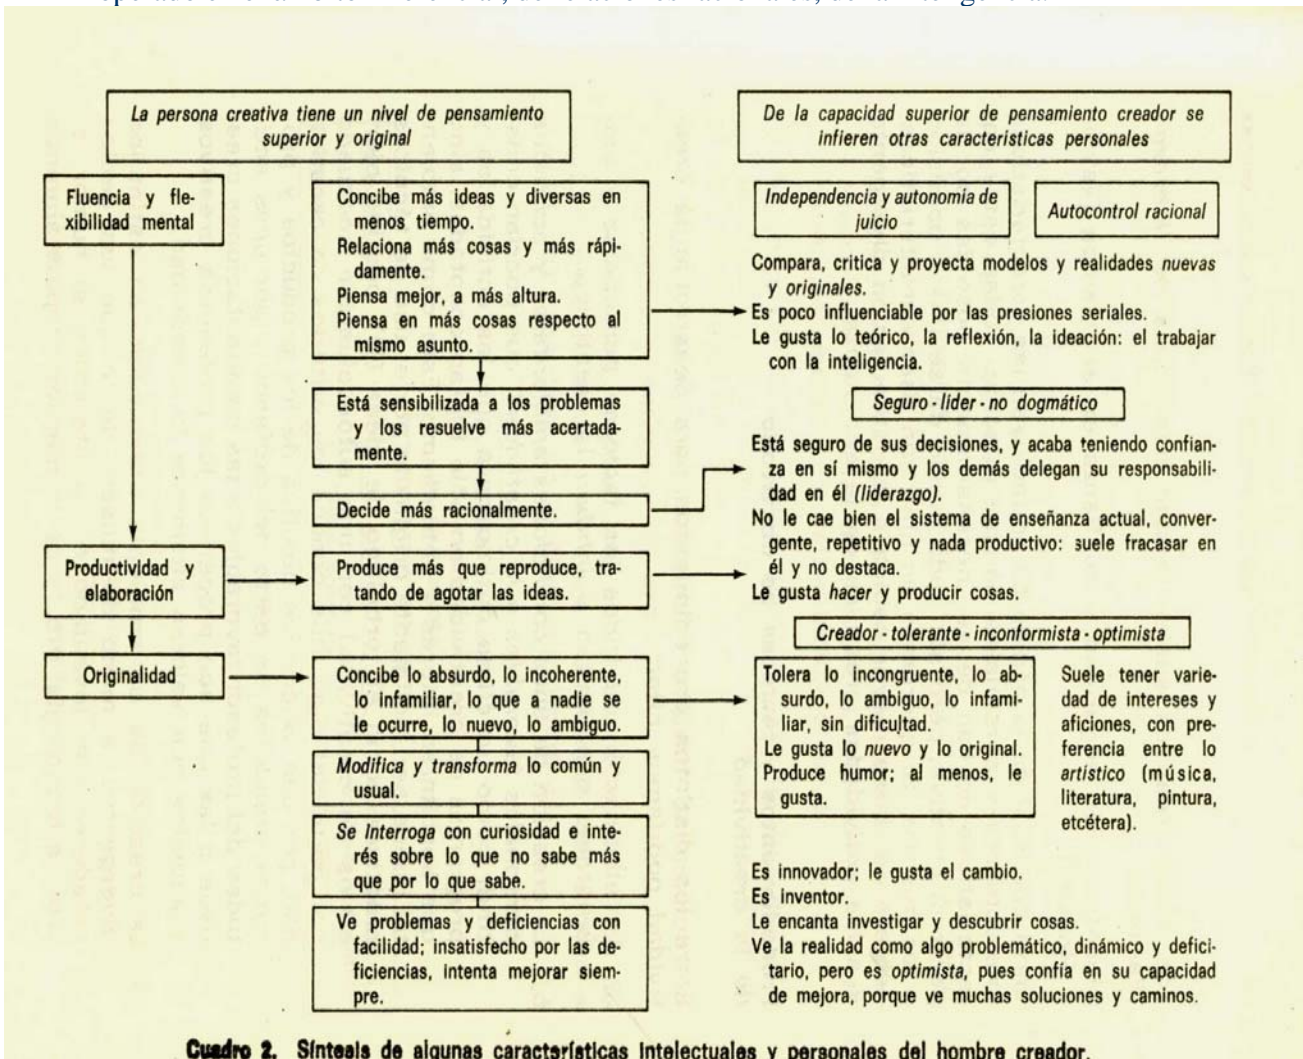 La persona creativa tiene un nivel de pensamiento
superior y original
Fluencia y fle-
xibilidad mental
Concibe más ideas y diversas en
menos tiempo.
Relaciona más cosas y más rápi-
damente.
Piensa mejor, a más altura.
Piensa en más cosas respecto al
mismo asunto.
Está sensibilizada a los problemas
y los resuelve más acertada-
mente.
Decide más racionalmente.
Productividad y
elaboración
Produce más que reproduce, tra-
tando de agotar las ideas.
Originalidad
Concibe lo absurdo, lo incoherente,
lo infamiliar, lo que a nadie se
le ocurre, lo nuevo, lo ambiguo.
Modifica y transforma lo común y
usual.
Se Interroga con curiosidad e inte-
rés sobre lo que no sabe más
que por lo que sabe.
Ve problemas y deficiencias con
facilidad; insatisfecho por las de-
ficiencias, intenta mejorar siem-
pre.
De la capacidad superior de pensamiento creador se
infieren otras características personales
Independencia y autonomía de
juicio
Autocontrol racional
Compara, critica y proyecta modelos y realidades nuevas
y originales.
Es poco influenciable por las presiones seriales.
Le gusta lo teórico, la reflexión, la ideación: el trabajar
con la inteligencia.
Seguro - líder - no dogmático
Está seguro de sus decisiones, y acaba teniendo confian-
za en sí mismo y los demás delegan su responsabili-
dad en él (liderazgo).
No le cae bien el sistema de enseñanza actual, conver-
gente, repetitivo y nada productivo: suele fracasar en
él y no destaca.
Le gusta hacer y producir cosas.
Creador - tolerante - inconformista - optimista
Tolera lo incongruente, lo ab-
surdo, lo ambiguo, lo infami-
liar, sin dificultad.
Le gusta lo nuevo y lo original.
Produce humor; al menos, le
gusta.
Suele tener varie-
dad de intereses y
aficiones, con pre-
ferencia entre lo
artístico (música,
literatura, pintura,
etcétera).
Es innovador; le gusta el cambio.
Es inventor.
Le encanta investigar y descubrir cosas.
Ve la realidad como algo problemático, dinámico y defici-
tario, pero es optimista, pues confía en su capacidad
de mejora, porque ve muchas soluciones y caminos.
Cuadro 2. Síntesis de algunas características intelectuales y personales del hombre creador.